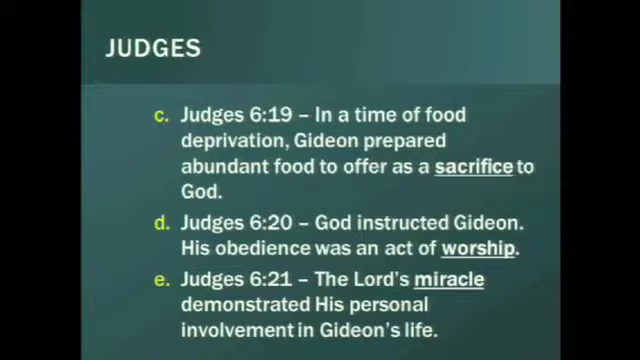 JUDGES
c. Judges 6:19 – In a time of food
deprivation, Gideon prepared
abundant food to offer as a sacrifice to
God.
d. Judges 6:20 – God instructed Gideon.
His obedience was an act of worship.
e. Judges 6:21 – The Lord's miracle
demonstrated His personal
involvement in Gideon's life.